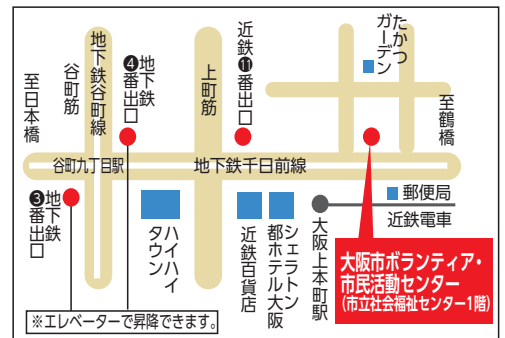 至日本橋
谷町筋
地下鉄谷町線
地下鉄
❹番出口
上町筋
近鉄
⓫番出口
たかつ
ガーデン
至鶴橋
谷町九丁目駅
地下鉄千日前線
地下鉄
❸番出口
ハイハイ
タウン
近鉄百貨店
シェラトン
都ホテル大阪
大阪上本町駅
郵便局
近鉄電車
大阪市ボランティア・
市民活動センター
(市立社会福祉センター1階)
※エレベーターで昇降できます。